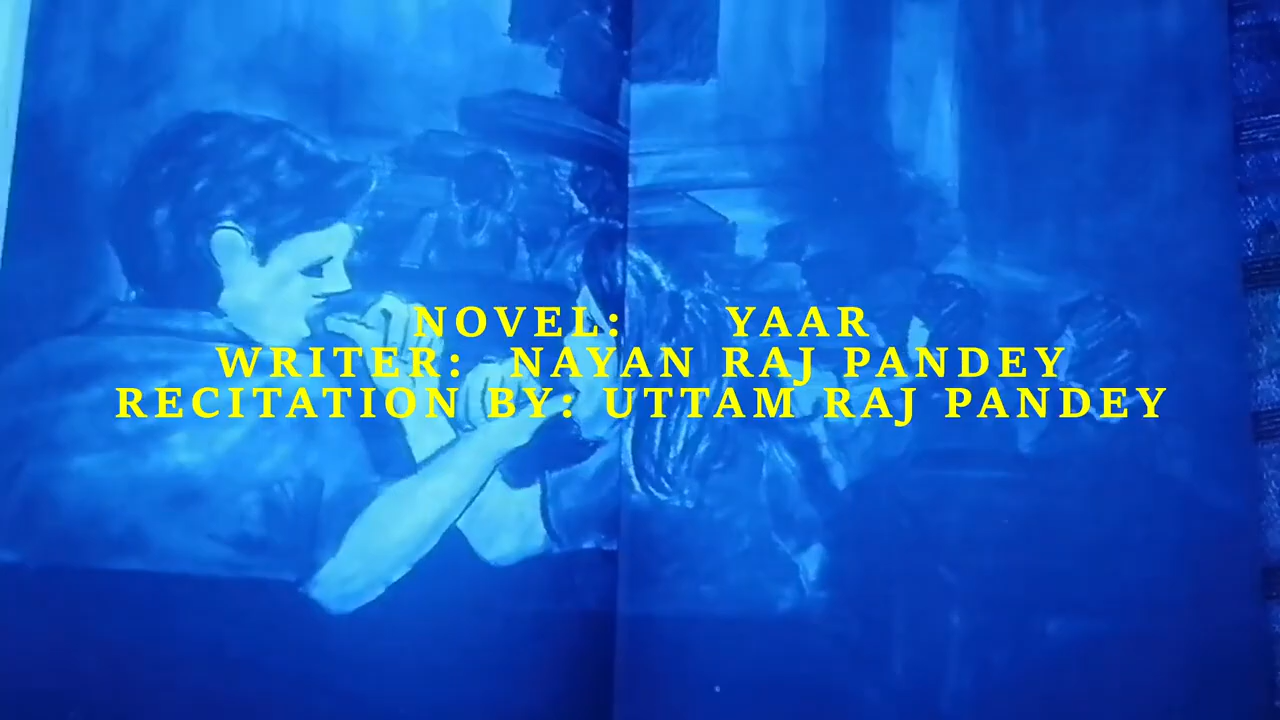 NOVEL: YAAR
WRITER: NAYAN RAJ PANDEY
RECITATION BY: UTTAM RAJ PANDEY